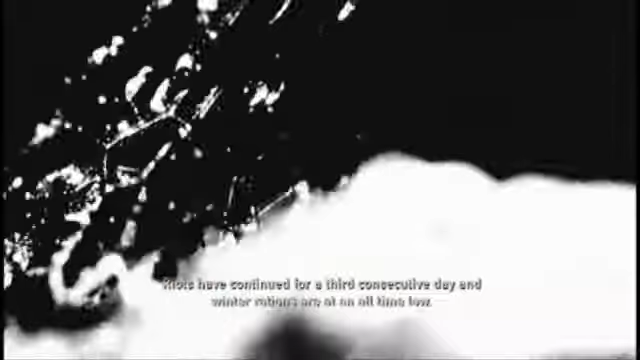 Riots have continued for a third consecutive day and
winter rations are at an all time low.